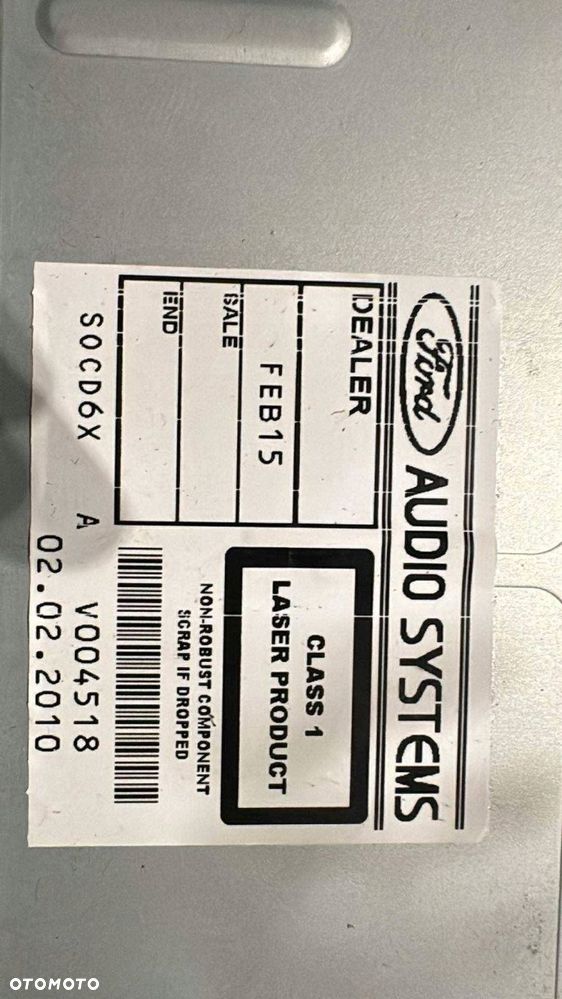 Ford AUDIO SYSTEMS
DEALER
FEB15
SALE
END
CLASS 1
LASER PRODUCT
NON-ROBUST COMPONENT
SCRAP IF DROPPED
SOCD6X A V004518
02.02.2010
OTOMOTO